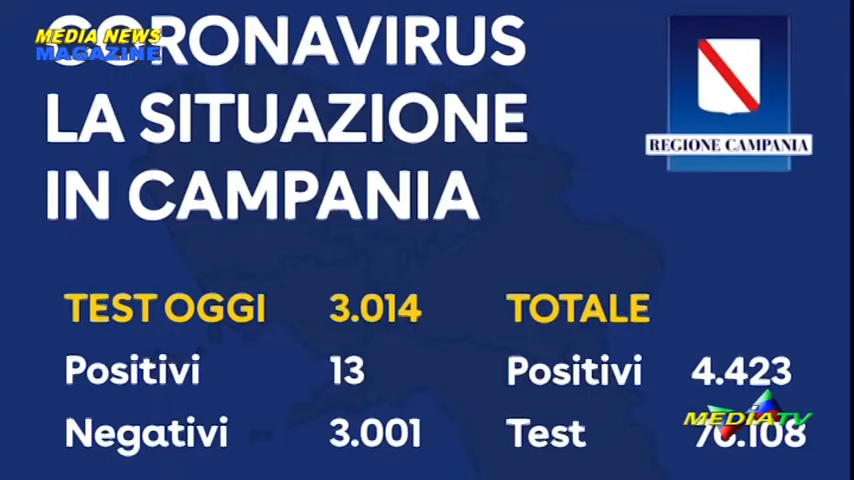 MEDIA NEWS
MAGAZINE
CORONAVIRUS
LA SITUAZIONE
IN CAMPANIA
REGIONE CAMPANIA
TEST OGGI 3.014 TOTALE
Positivi 13 Positivi 4.423
Negativi 3.001 Test
MEDIA TV